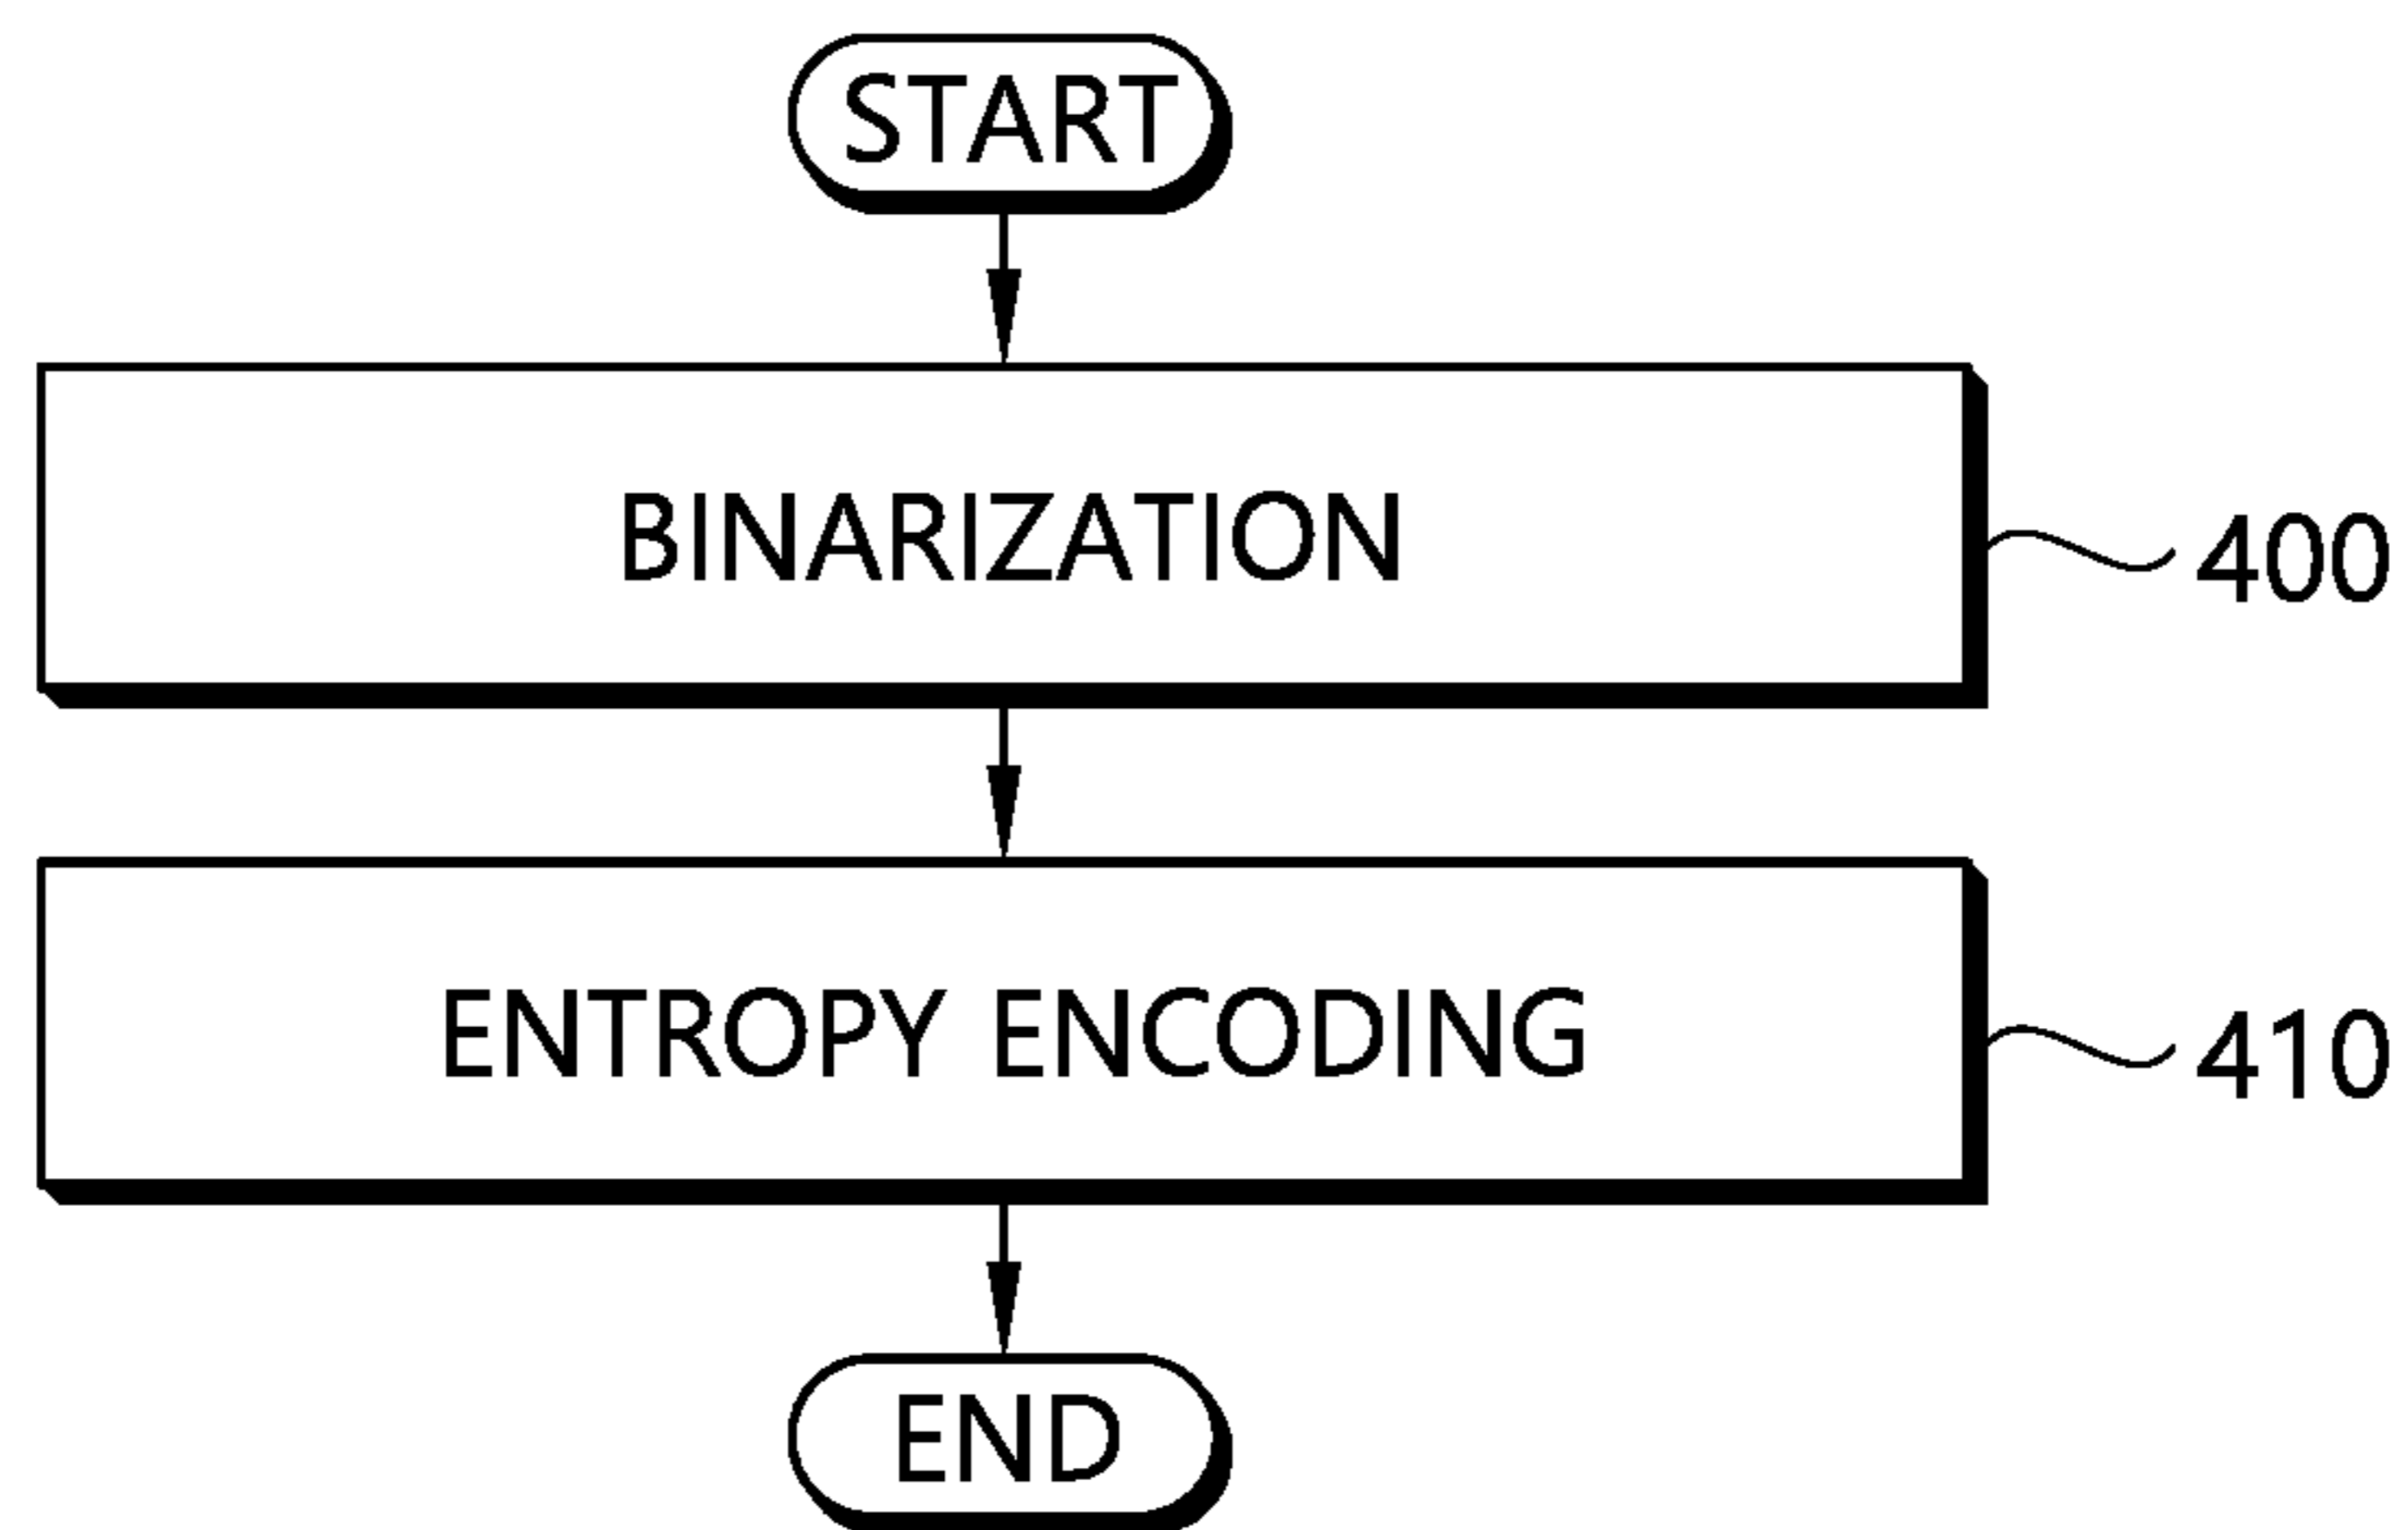 START
BINARIZATION
400
ENTROPY ENCODING
410
END